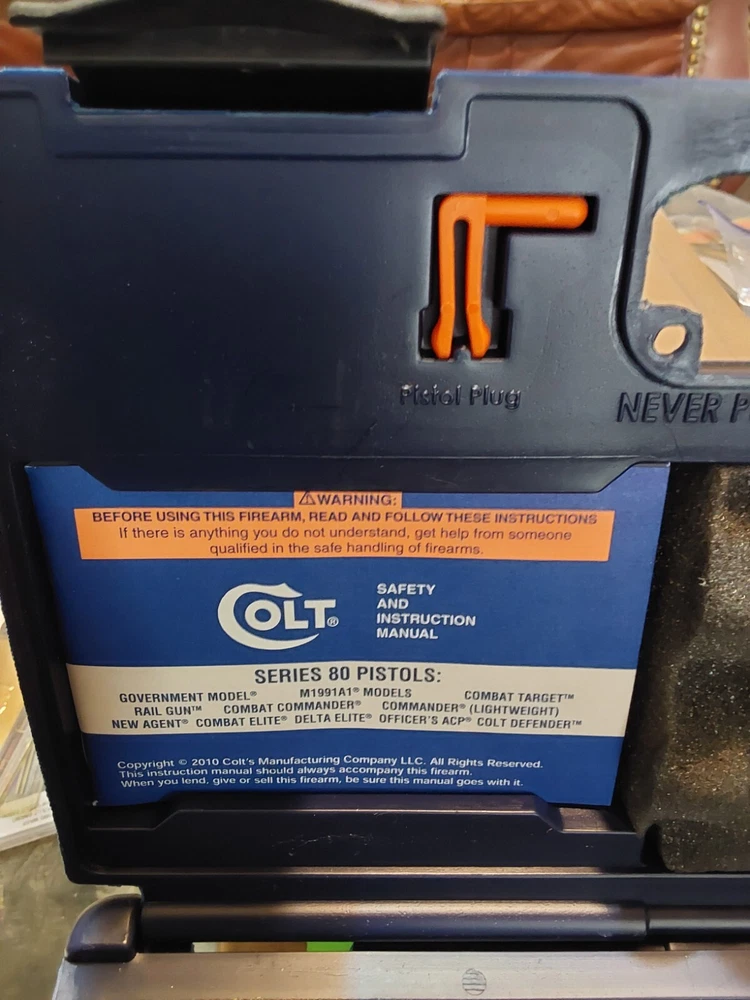 Pistol Plug
NEVER P
⚠WARNING:
BEFORE USING THIS FIREARM, READ AND FOLLOW THESE INSTRUCTIONS
If there is anything you do not understand, get help from someone
qualified in the safe handling of firearms.
COLT®
SAFETY
AND
INSTRUCTION
MANUAL
SERIES 80 PISTOLS:
GOVERNMENT MODEL® M1991A1® MODELS COMBAT TARGET™
RAIL GUN™ COMBAT COMMANDER® COMMANDER® (LIGHTWEIGHT)
NEW AGENT® COMBAT ELITE® DELTA ELITE® OFFICER'S ACP® COLT DEFENDER™
Copyright © 2010 Colt's Manufacturing Company LLC. All Rights Reserved.
This instruction manual should always accompany this firearm.
When you lend, give or sell this firearm, be sure this manual goes with it.